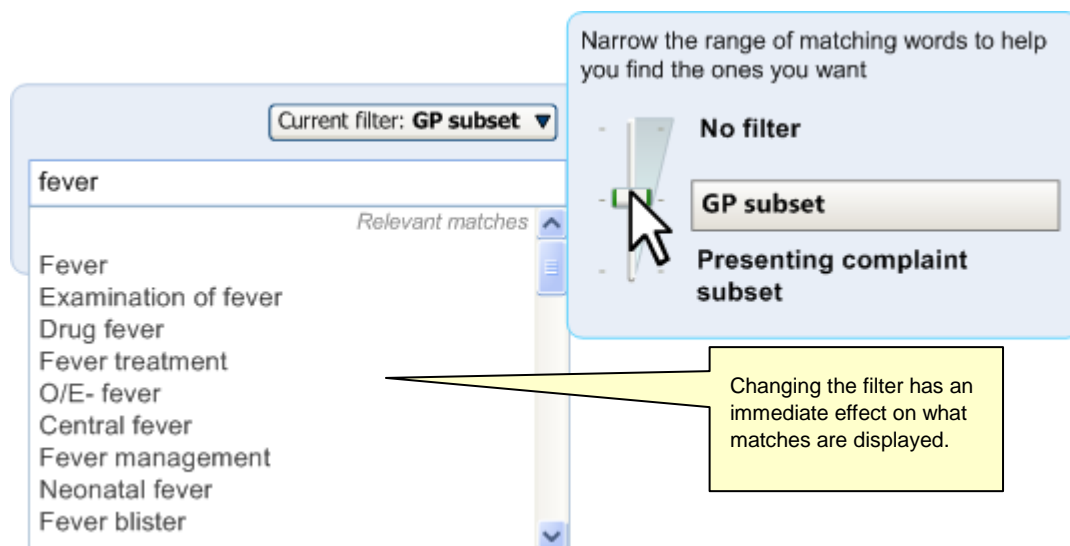 Narrow the range of matching words to help
you find the ones you want
Current filter: GP subset
No filter
GP subset
Presenting complaint
subset
fever
Relevant matches
Fever
Examination of fever
Drug fever
Fever treatment
O/E- fever
Central fever
Fever management
Neonatal fever
Fever blister
Changing the filter has an
immediate effect on what
matches are displayed.